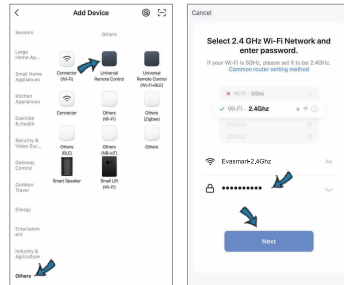 Add Device
Sensors
Large
Home Ap...
Small Home
Appliances
Kitchen
Appliances
Exercise
& Health
Security &
Video Sur...
Gateway
Control
Outdoor
Travel
Energy
Entertainm
ent
Industry &
Agriculture
Others
Others
Connector
(Wi-Fi)
Universal
Remote Control
Universal
Remote Control
(Wi-Fi+BLE)
Connector
Others
(Wi-Fi)
Others
(Zigbee)
Others
(BLE)
Others
(NB-IoT)
Others
Smart Speaker
Small Lift
(Wi-Fi)
Cancel
Select 2.4 GHz Wi-Fi Network and
enter password.
If your Wi-Fi is 5GHz, please set it to be 2.4GHz.
Common router setting method
Wi-Fi - 5Ghz
Wi-Fi - 2.4Ghz
Evasmart-2,4Ghz
Next